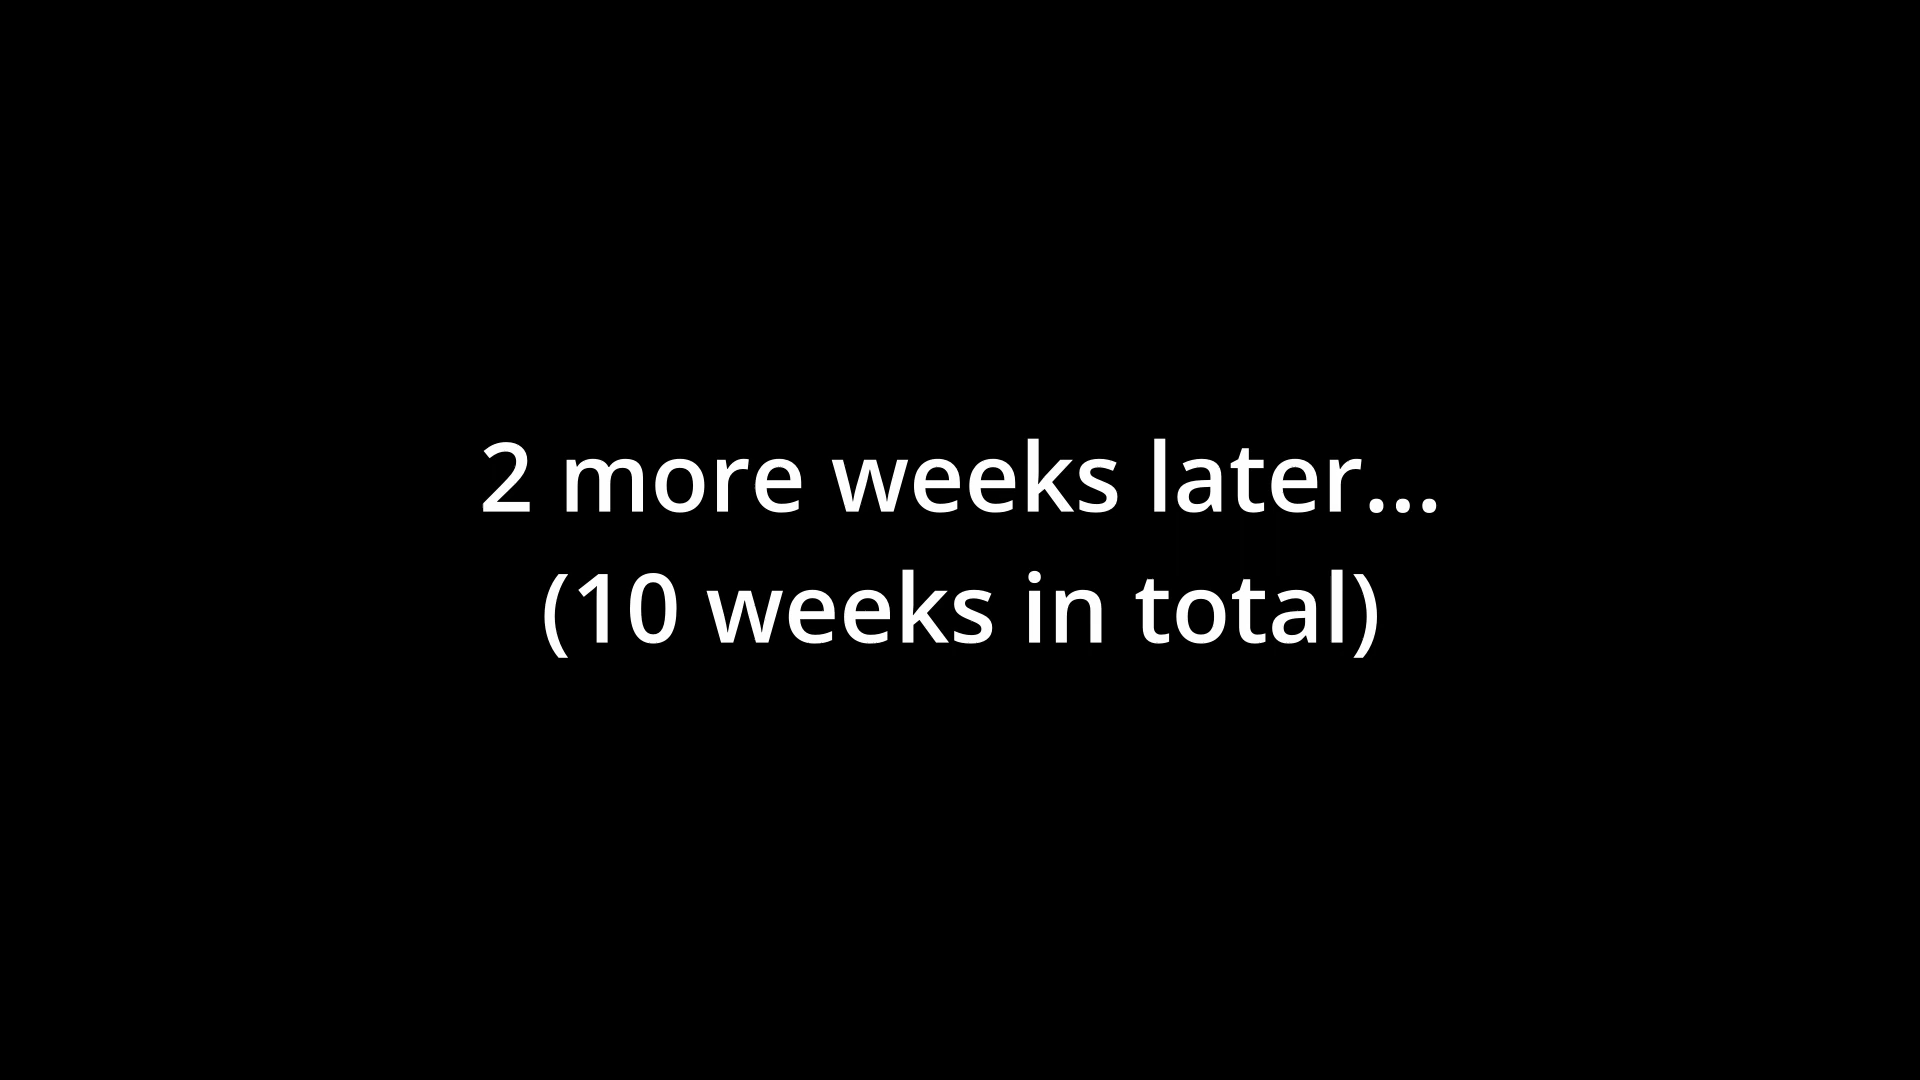 2 more weeks later...
(10 weeks in total)